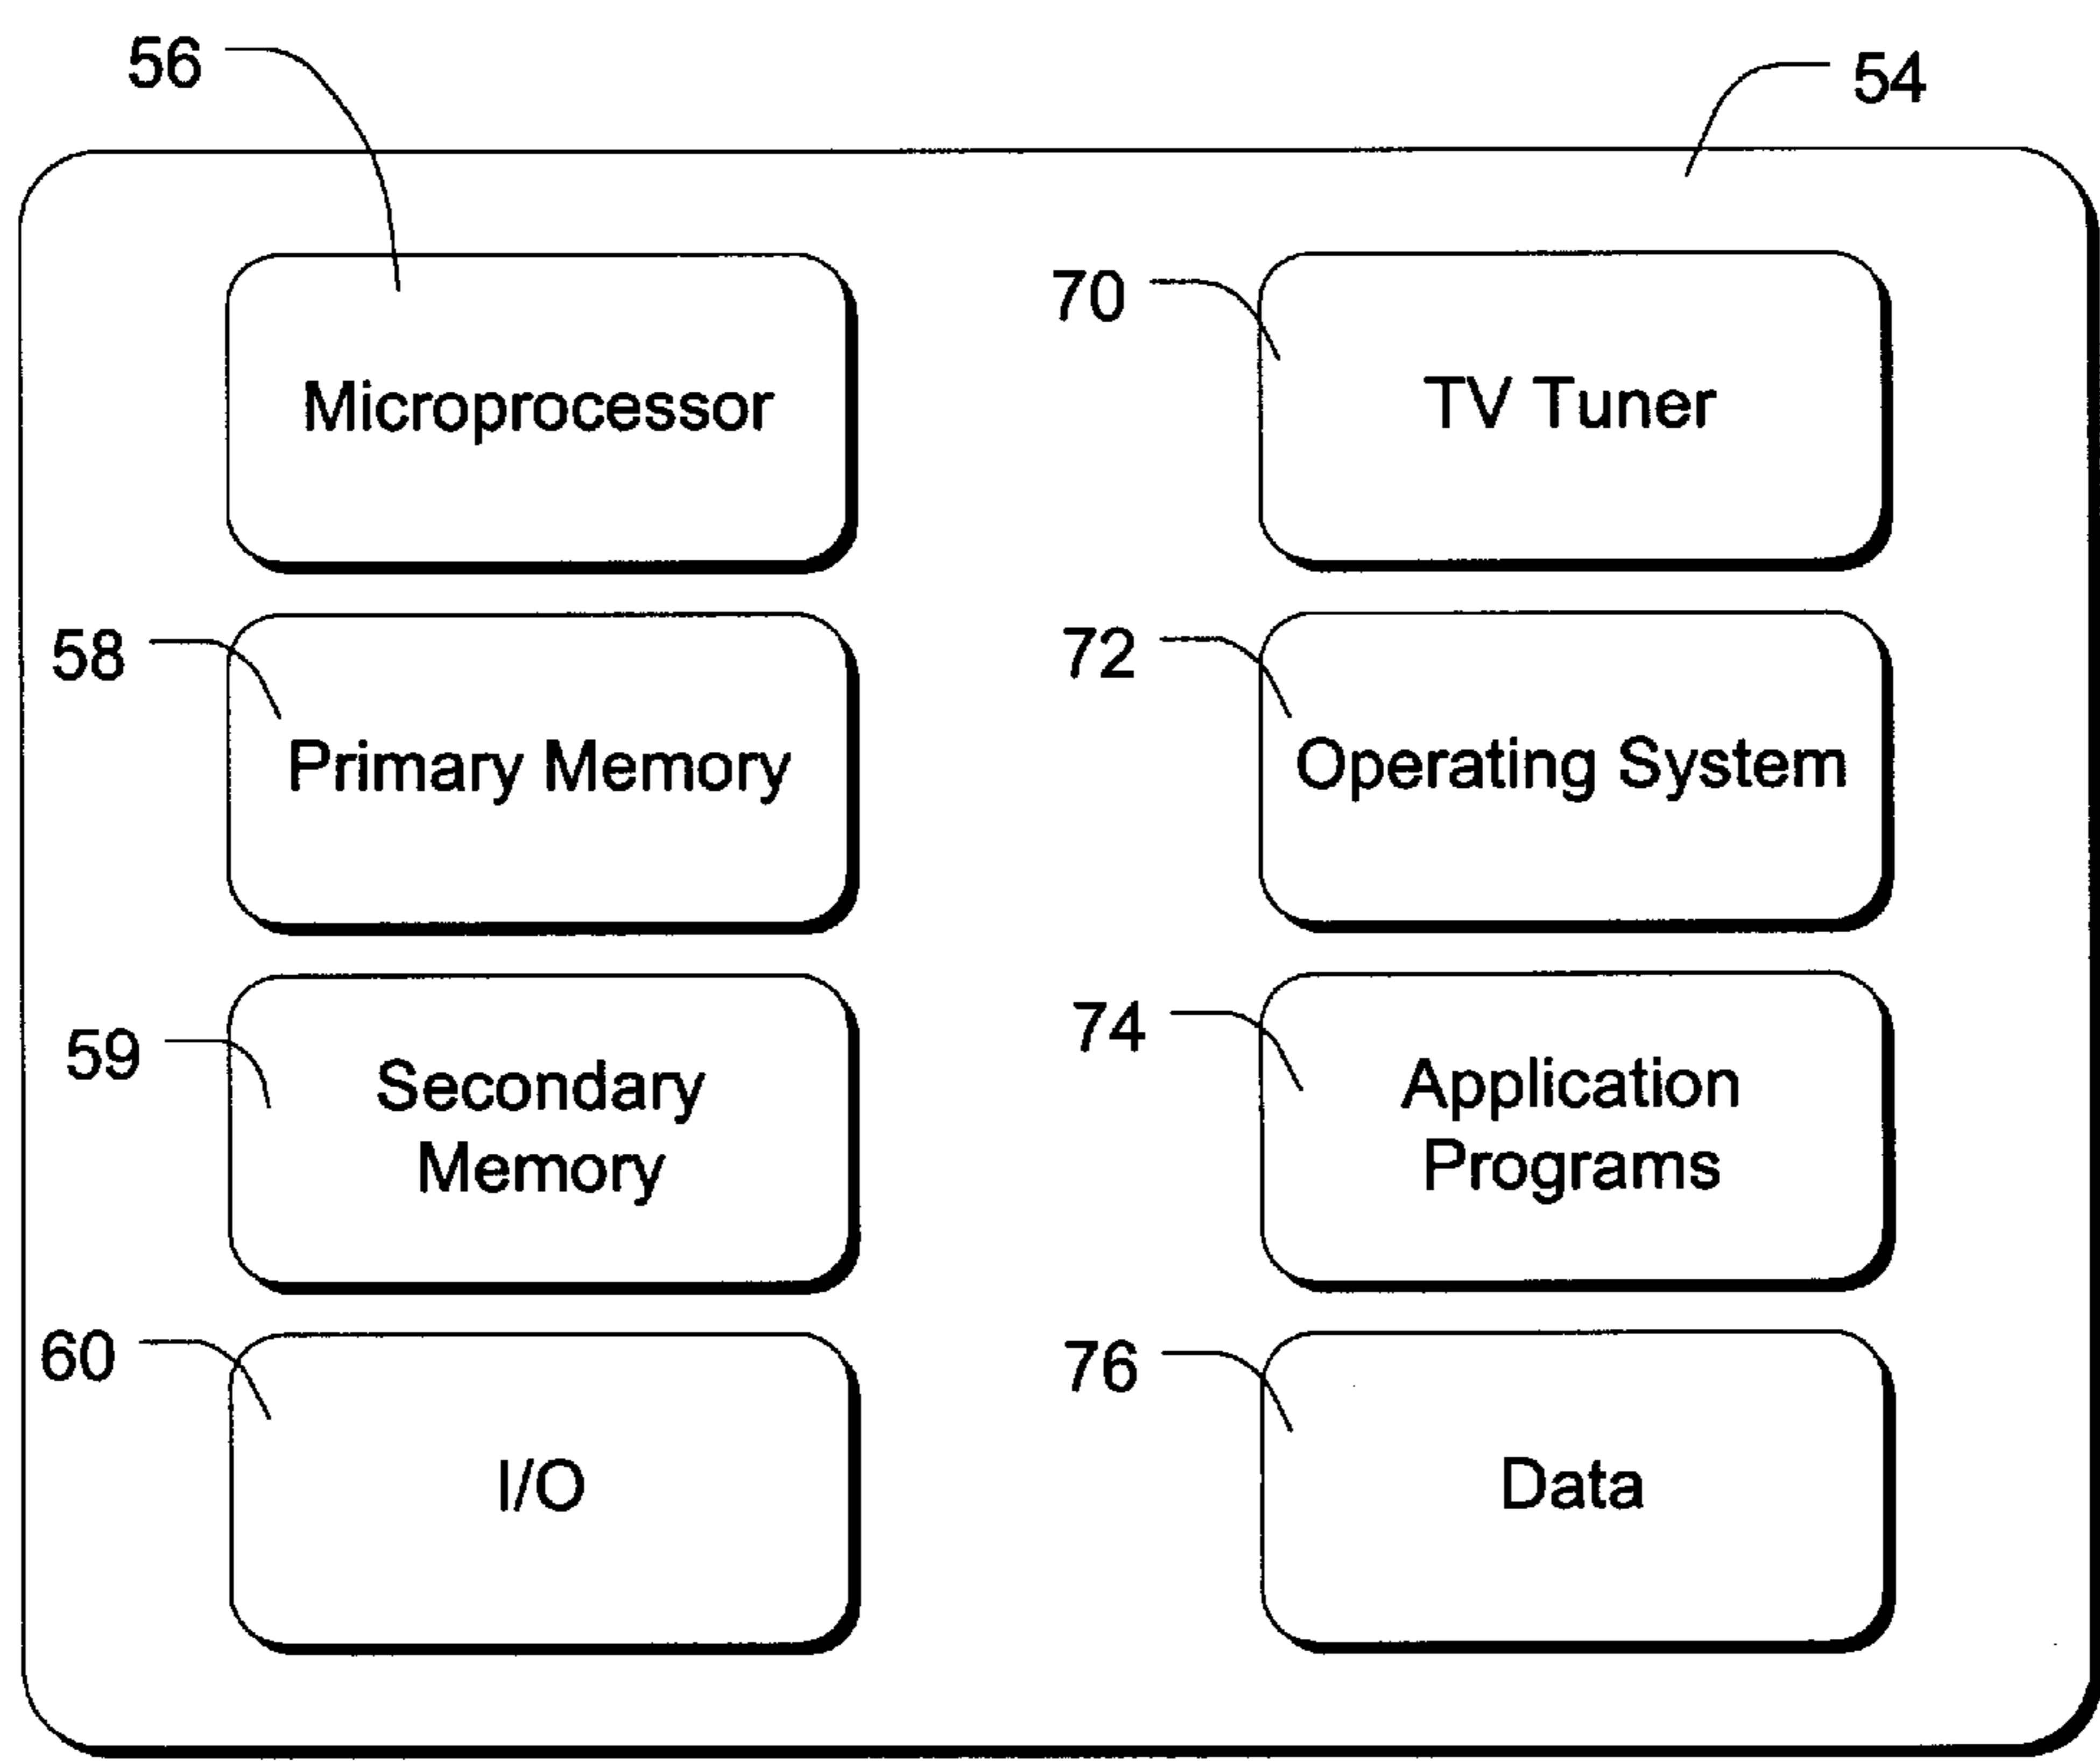 56
54
Microprocessor
70
TV Tuner
58
Primary Memory
72
Operating System
59
Secondary
Memory
74
Application
Programs
60
I/O
76
Data